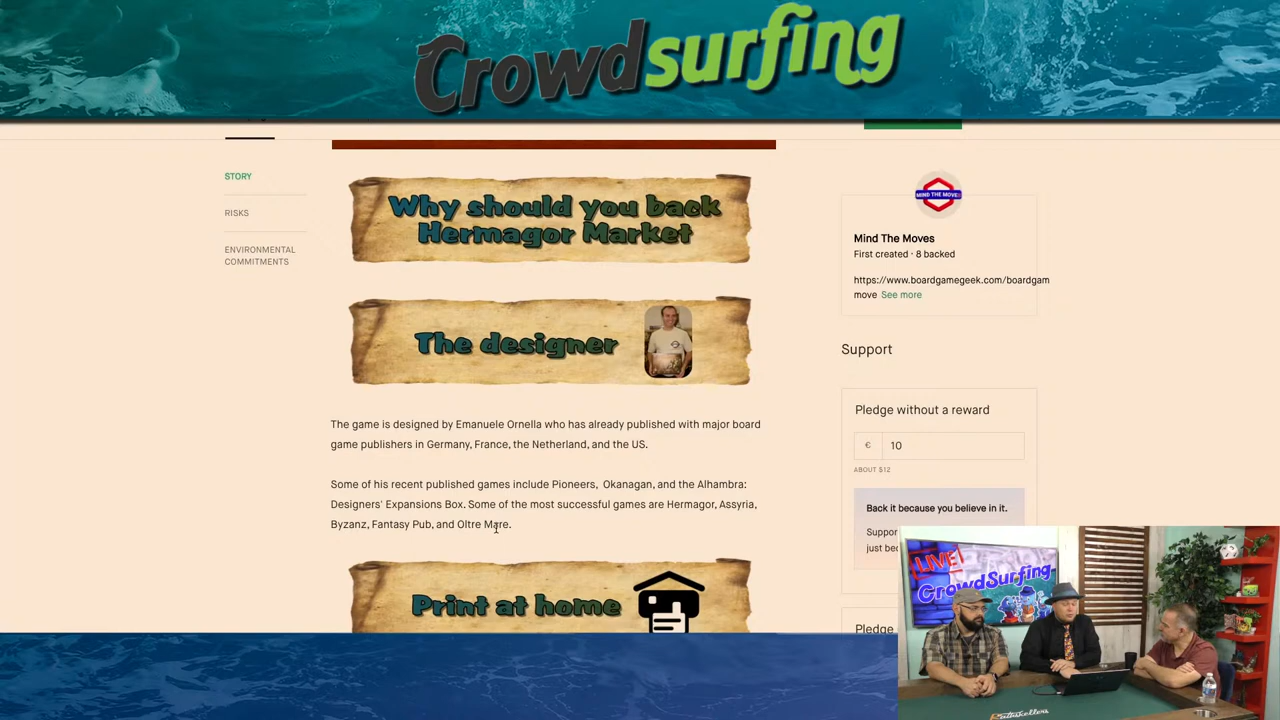 Crowdsurfing
STORY
RISKS
ENVIRONMENTAL
COMMITMENTS
Why should you back
Hermagor Market
The designer
The game is designed by Emanuele Ornella who has already published with major board
game publishers in Germany, France, the Netherland, and the US.
Some of his recent published games include Pioneers, Okanagan, and the Alhambra:
Designers' Expansions Box. Some of the most successful games are Hermagor, Assyria,
Byzanz, Fantasy Pub, and Oltre Mare.
Print at home
MIND THE MOVES
Mind The Moves
First created · 8 backed
https://www.boardgamegeek.com/boardgam
move See more
Support
Pledge without a reward
€ 10
ABOUT $12
Back it because you believe in it.
Suppor
just bec
Pledge
LIVE!
CrowdSurfing